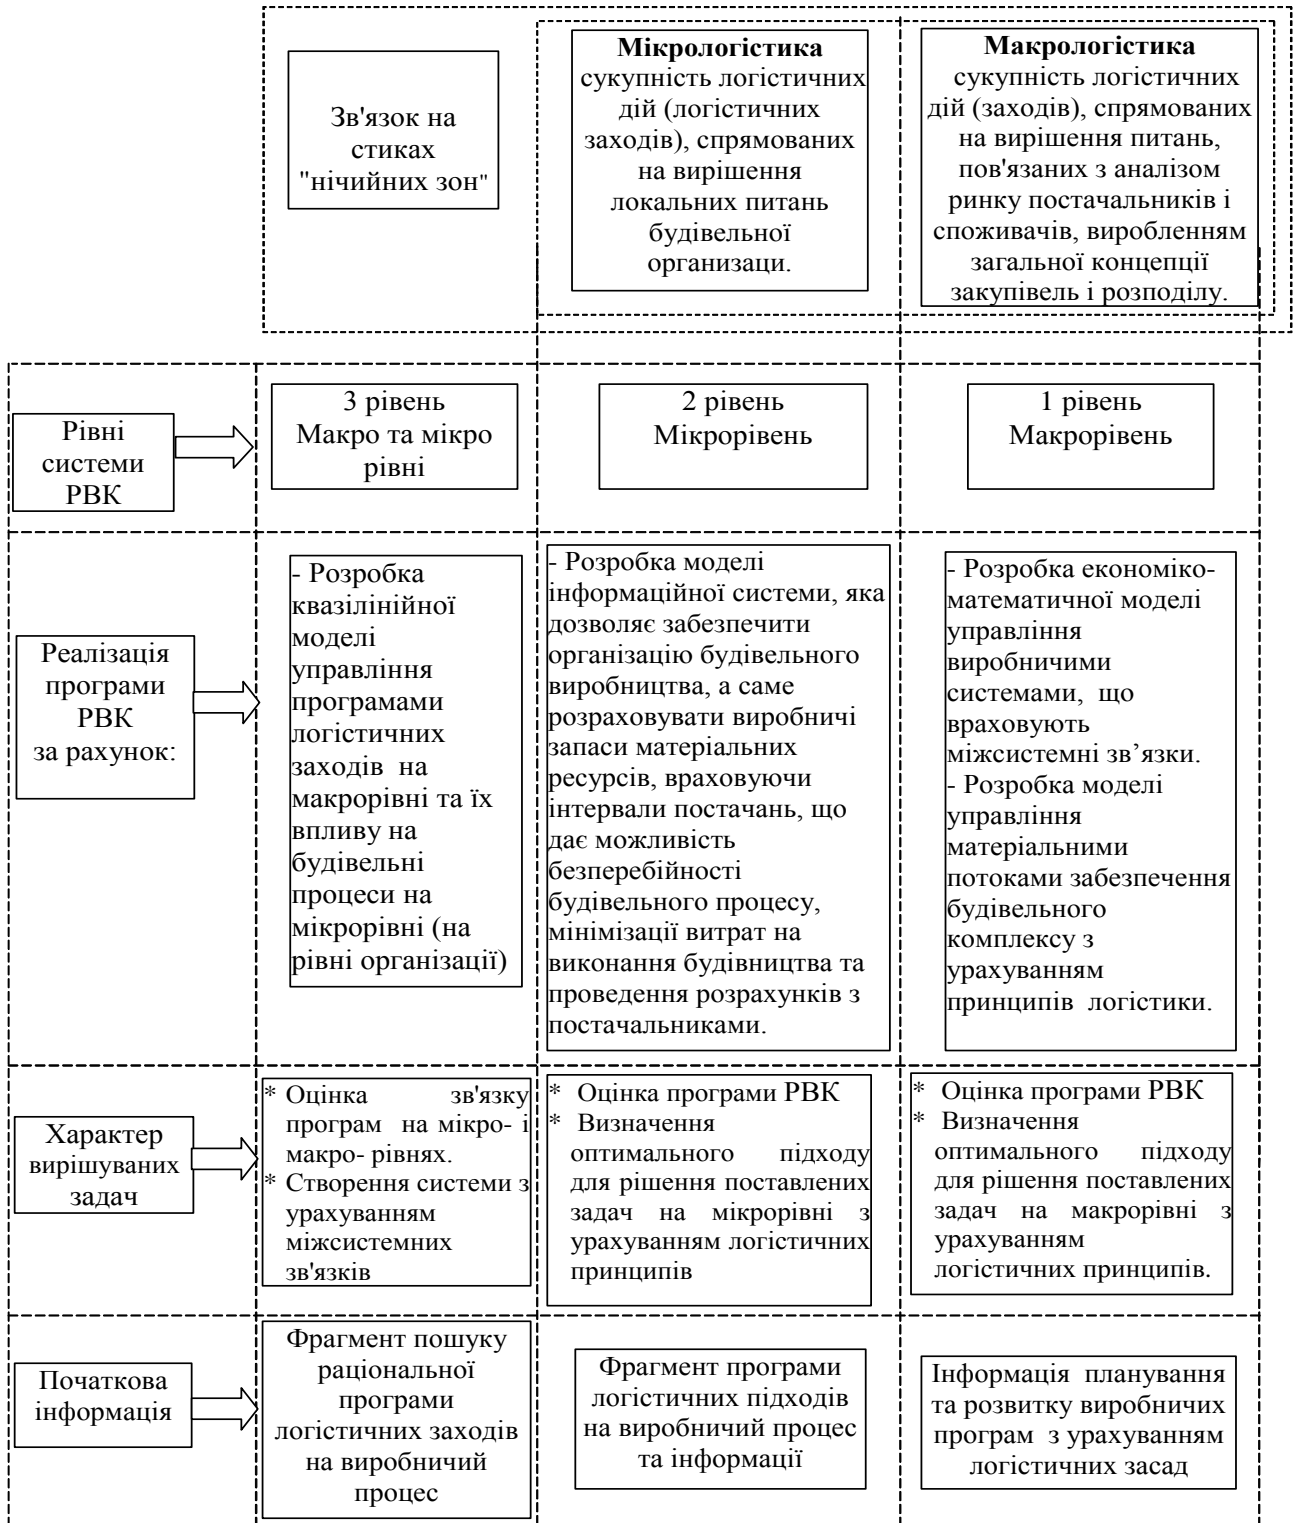 Зв'язок на
стиках
"нічийних зон"
Мікрологістика
сукупність логістичних
дій (логістичних
заходів), спрямованих
на вирішення
локальних питань
будівельної
организаци.
Макрологістика
сукупність логістичних
дій (заходів), спрямованих
на вирішення питань,
пов'язаних з аналізом
ринку постачальників і
споживачів, виробленням
загальної концепції
закупівель і розподілу.
Рівні
системи
РВК
3 рівень
Макро та мікро
рівні
2 рівень
Мікрорівень
1 рівень
Макрорівень
Реалізація
програми
РВК
за рахунок:
- Розробка
квазілінійної
моделі
управління
програмами
логістичних
заходів на
макрорівні та їх
впливу на
будівельні
процеси на
мікрорівні (на
рівні організації)
- Розробка моделі
інформаційної системи, яка
дозволяє забезпечити
організацію будівельного
виробництва, а саме
розраховувати виробничі
запаси матеріальних
ресурсів, враховуючи
інтервали постачань, що
дає можливість
безперебійності
будівельного процесу,
мінімізації витрат на
виконання будівництва та
проведення розрахунків з
постачальниками.
- Розробка економіко-
математичної моделі
управління
виробничими
системами, що
враховують
міжсистемні зв’язки.
- Розробка моделі
управління
матеріальними
потоками забезпечення
будівельного
комплексу з
урахуванням
принципів логістики.
Характер
вирішуваних
задач
* Оцінка зв'язку
програм на мікро- і
макро- рівнях.
* Створення системи з
урахуванням
міжсистемних
зв'язків
* Оцінка програми РВК
* Визначення
оптимального підходу
для рішення поставлених
задач на мікрорівні з
урахуванням логістичних
принципів
* Оцінка програми РВК
* Визначення
оптимального підходу
для рішення поставлених
задач на макрорівні з
урахуванням
логістичних принципів.
Початкова
інформація
Фрагмент пошуку
раціональної
програми
логістичних заходів
на виробничий
процес
Фрагмент програми
логістичних підходів
на виробничий процес
та інформації
Інформація планування
та розвитку виробничих
програм з урахуванням
логістичних засад